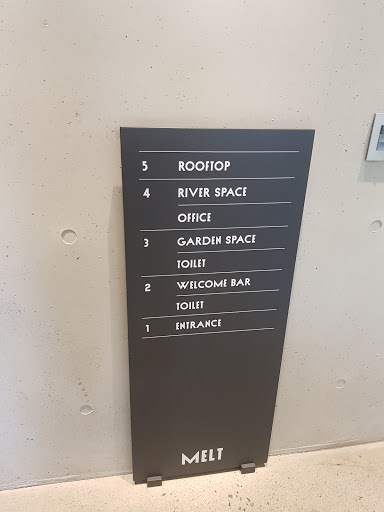 5 ROOFTOP
4 RIVER SPACE
OFFICE
3 GARDEN SPACE
TOILET
2 WELCOME BAR
TOILET
1 ENTRANCE
MELT